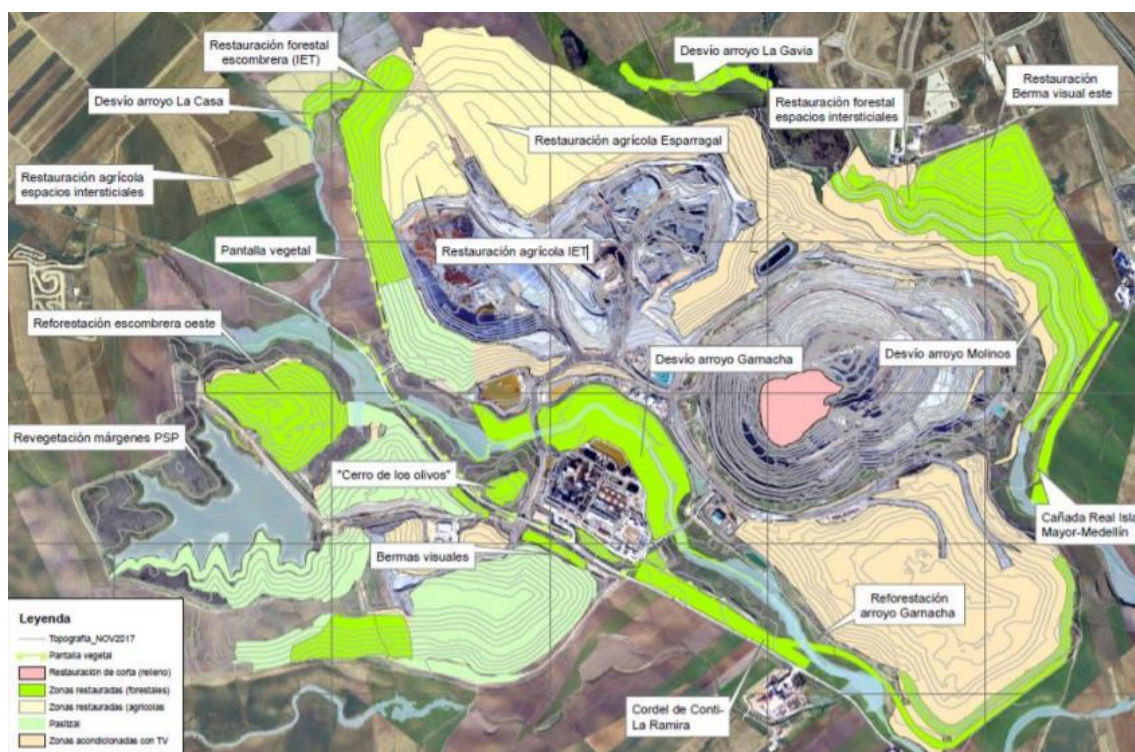 Restauración forestal
escombrera (IET)
Desvío arroyo La Gavia
Restauración
Berma visual este
Desvío arroyo La Casa
Restauración forestal
espacios intersticiales
Restauración agrícola Esparragal
Restauración agrícola
espacios intersticiales
Pantalla vegetal
Restauración agrícola IET
Reforestación escombrera oeste
Desvío arroyo Garnacha
Desvío arroyo Molinos
Revegetación márgenes PSP
"Cerro de los olivos"
Cañada Real Isla
Mayor-Medellín
Bermas visuales
Reforestación
arroyo Garnacha
Cordel de Conti-
La Ramira
Leyenda
Topografía_NOV2017
Pantalla vegetal
Restauración de corta (relleno)
Zonas restauradas (forestales)
Zonas restauradas (agrícolas
Pastizal
Zonas acondicionadas con TV